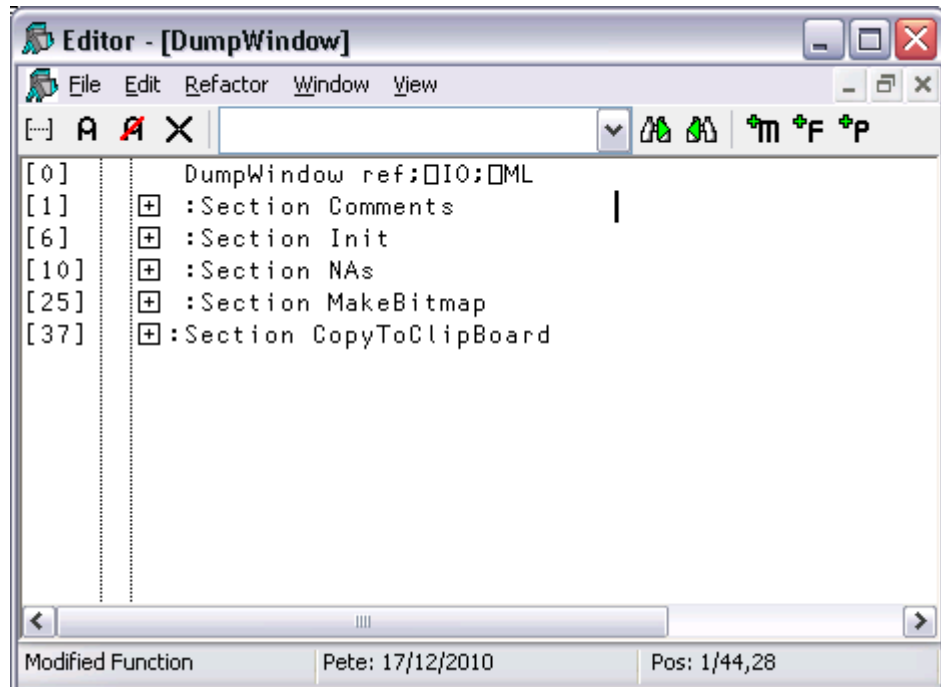 Editor - [DumpWindow]
File Edit Refactor Window View
A A m F P
[0] DumpWindow ref;⎕IO;⎕ML
[1] :Section Comments
[6] :Section Init
[10] :Section NAs
[25] :Section MakeBitmap
[37] :Section CopyToClipBoard
Modified Function Pete: 17/12/2010 Pos: 1/44,28